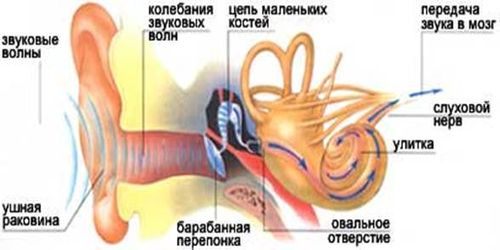 звуковые
волны
колебания
звуковых
волн
цепь маленьких
костей
передача
звука в мозг
слуховой
нерв
улитка
ушная
раковина
барабанная
перепонка
овальное
отверстие